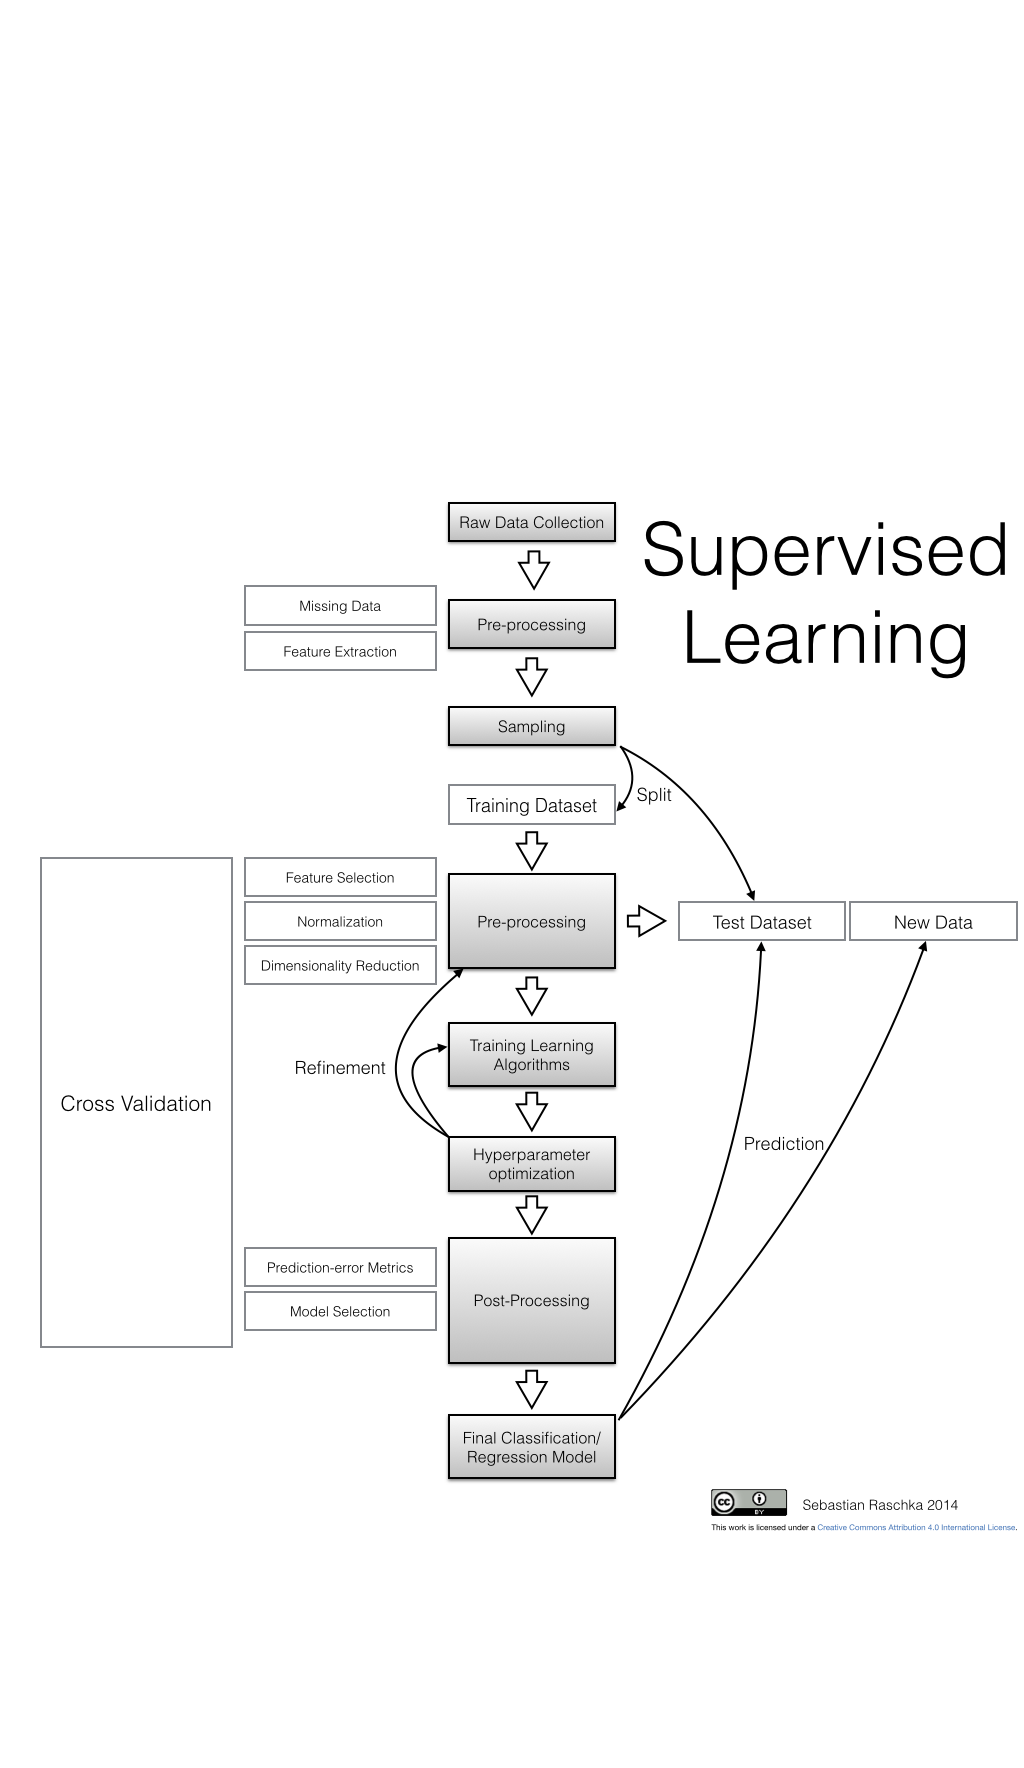 Supervised
Learning
Raw Data Collection
Missing Data
Feature Extraction
Pre-processing
Sampling
Split
Training Dataset
Feature Selection
Normalization
Dimensionality Reduction
Pre-processing
Test Dataset
New Data
Cross Validation
Refinement
Training Learning
Algorithms
Hyperparameter
optimization
Prediction
Prediction-error Metrics
Model Selection
Post-Processing
Final Classification/
Regression Model
cc BY
Sebastian Raschka 2014
This work is licensed under a Creative Commons Attribution 4.0 International License.